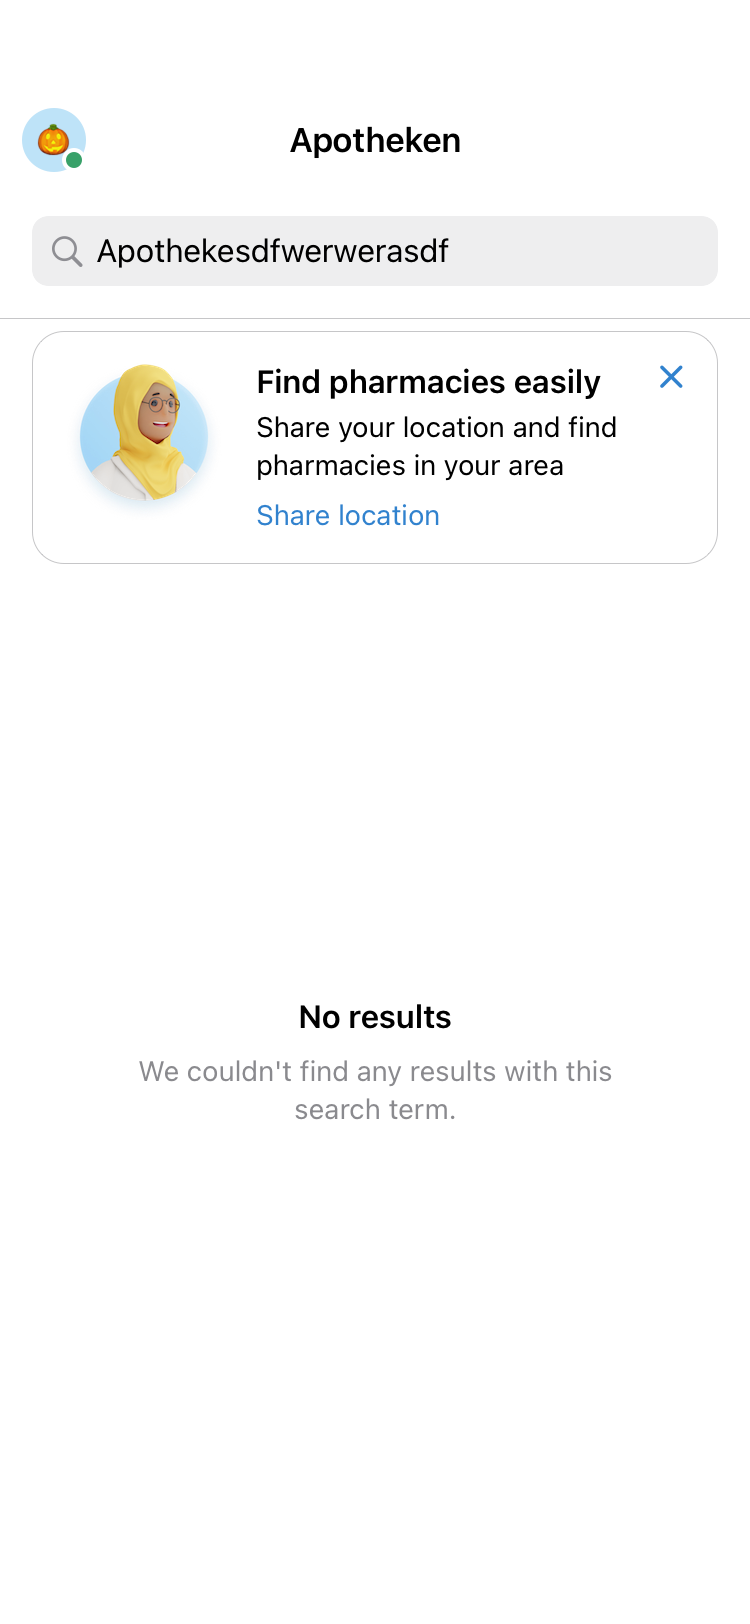 Apotheken
Apothekesdfwerwerasdf
Find pharmacies easily
Share your location and find
pharmacies in your area
Share location
No results
We couldn't find any results with this
search term.